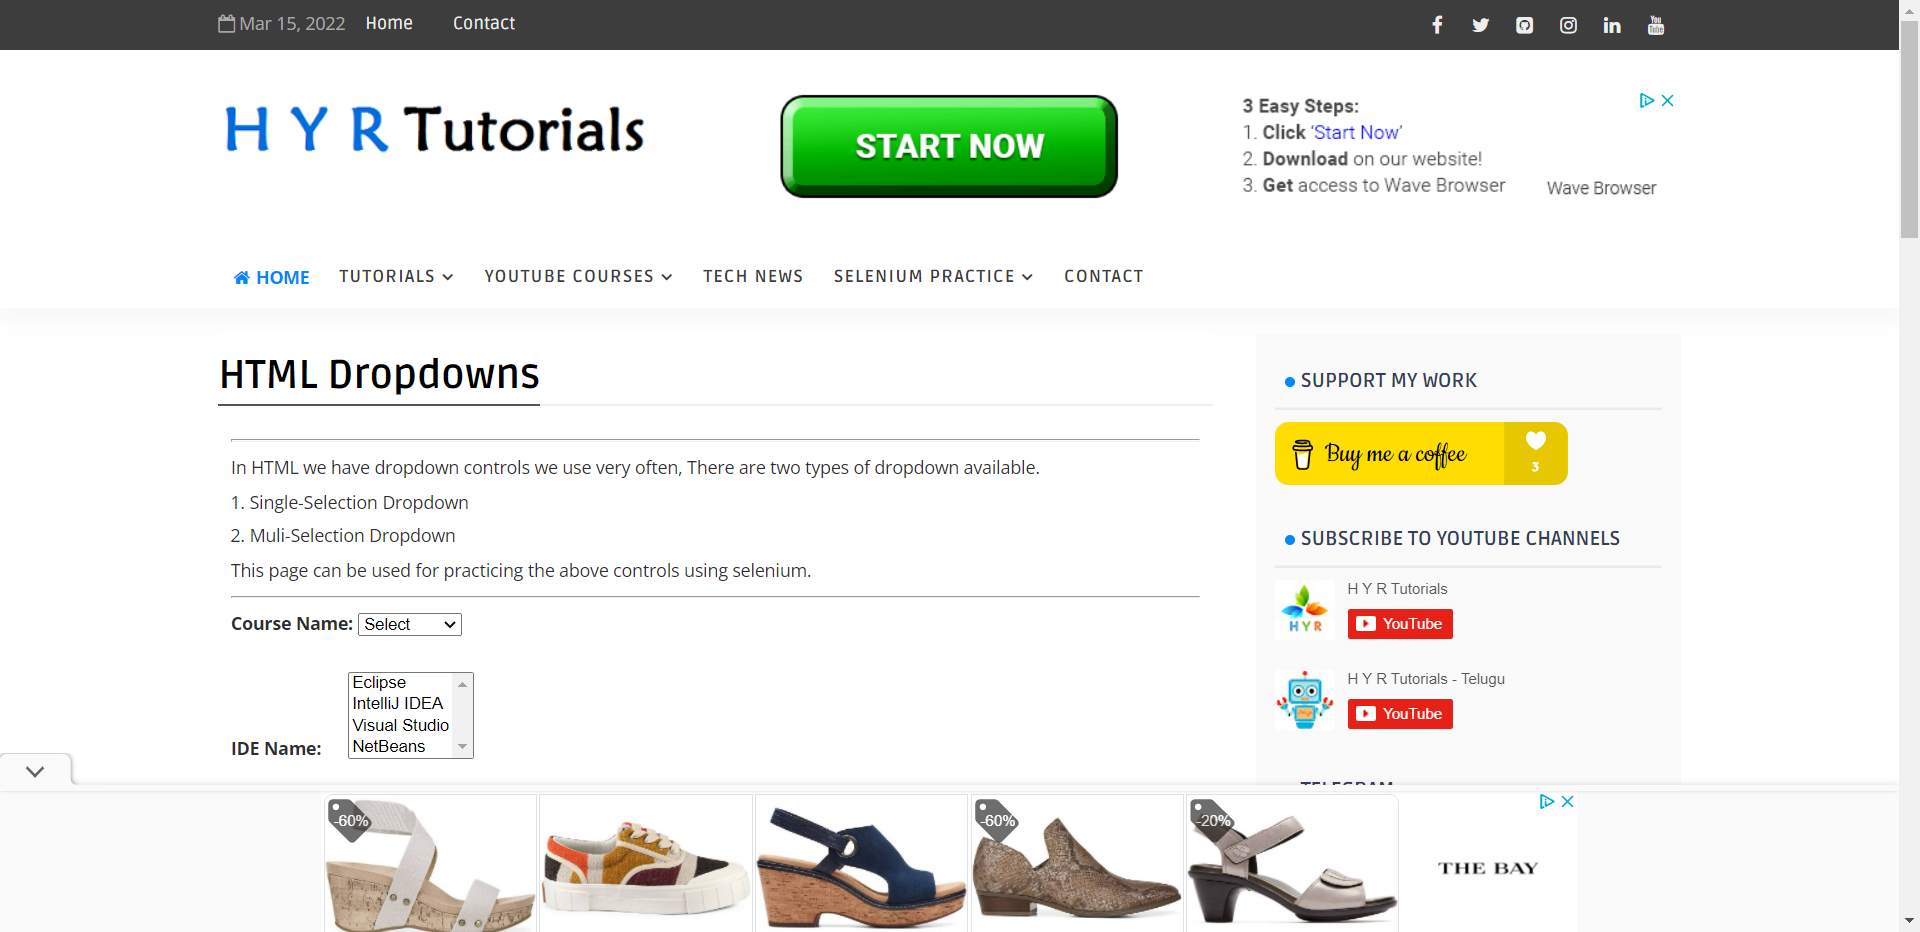 Mar 15, 2022 Home Contact
H Y R Tutorials
START NOW
3 Easy Steps:
1. Click ‘Start Now’
2. Download on our website!
3. Get access to Wave Browser
Wave Browser
HOME TUTORIALS YOUTUBE COURSES TECH NEWS SELENIUM PRACTICE CONTACT
HTML Dropdowns
In HTML we have dropdown controls we use very often, There are two types of dropdown available.
1. Single-Selection Dropdown
2. Muli-Selection Dropdown
This page can be used for practicing the above controls using selenium.
Course Name: Select
Eclipse
IntelliJ IDEA
Visual Studio
NetBeans
IDE Name:
SUPPORT MY WORK
Buy me a coffee
3
SUBSCRIBE TO YOUTUBE CHANNELS
H Y R Tutorials
HYR
YouTube
H Y R Tutorials - Telugu
YouTube
TELEGRAM
-60%
-60%
-20%
THE BAY